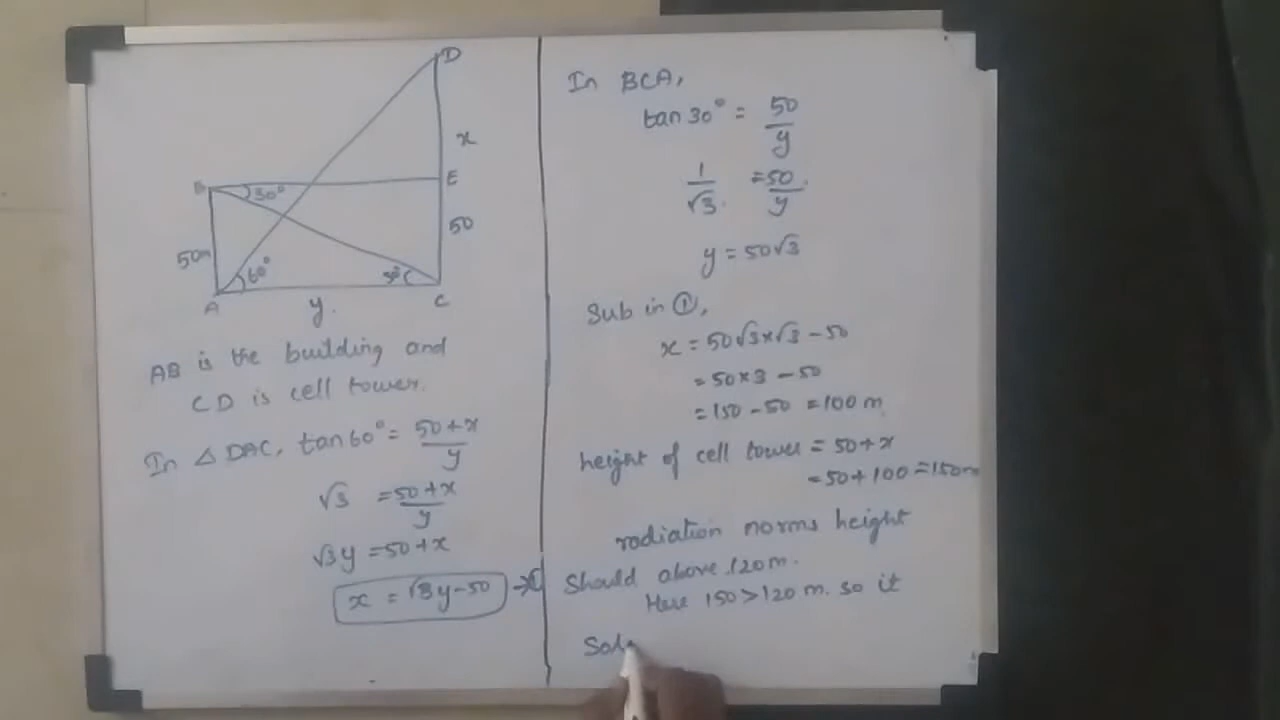 D
x
B
30°
E
50m
50
60°
30°
A
y.
C
AB is the building and
CD is cell tower.
In △ DAC, tan 60° = 50+x / y
√3 = 50+x / y
√3y = 50+x
x = √3y - 50 → ①
In BCA,
tan 30° = 50 / y
1 / √3. = 50 / y.
y = 50√3
Sub in ①,
x = 50√3 x √3 - 50
= 50 x 3 - 50
= 150 - 50 = 100 m
height of cell tower = 50+x
= 50+100 = 150m
radiation norms height
Should above 120m.
Here 150 > 120 m. so it